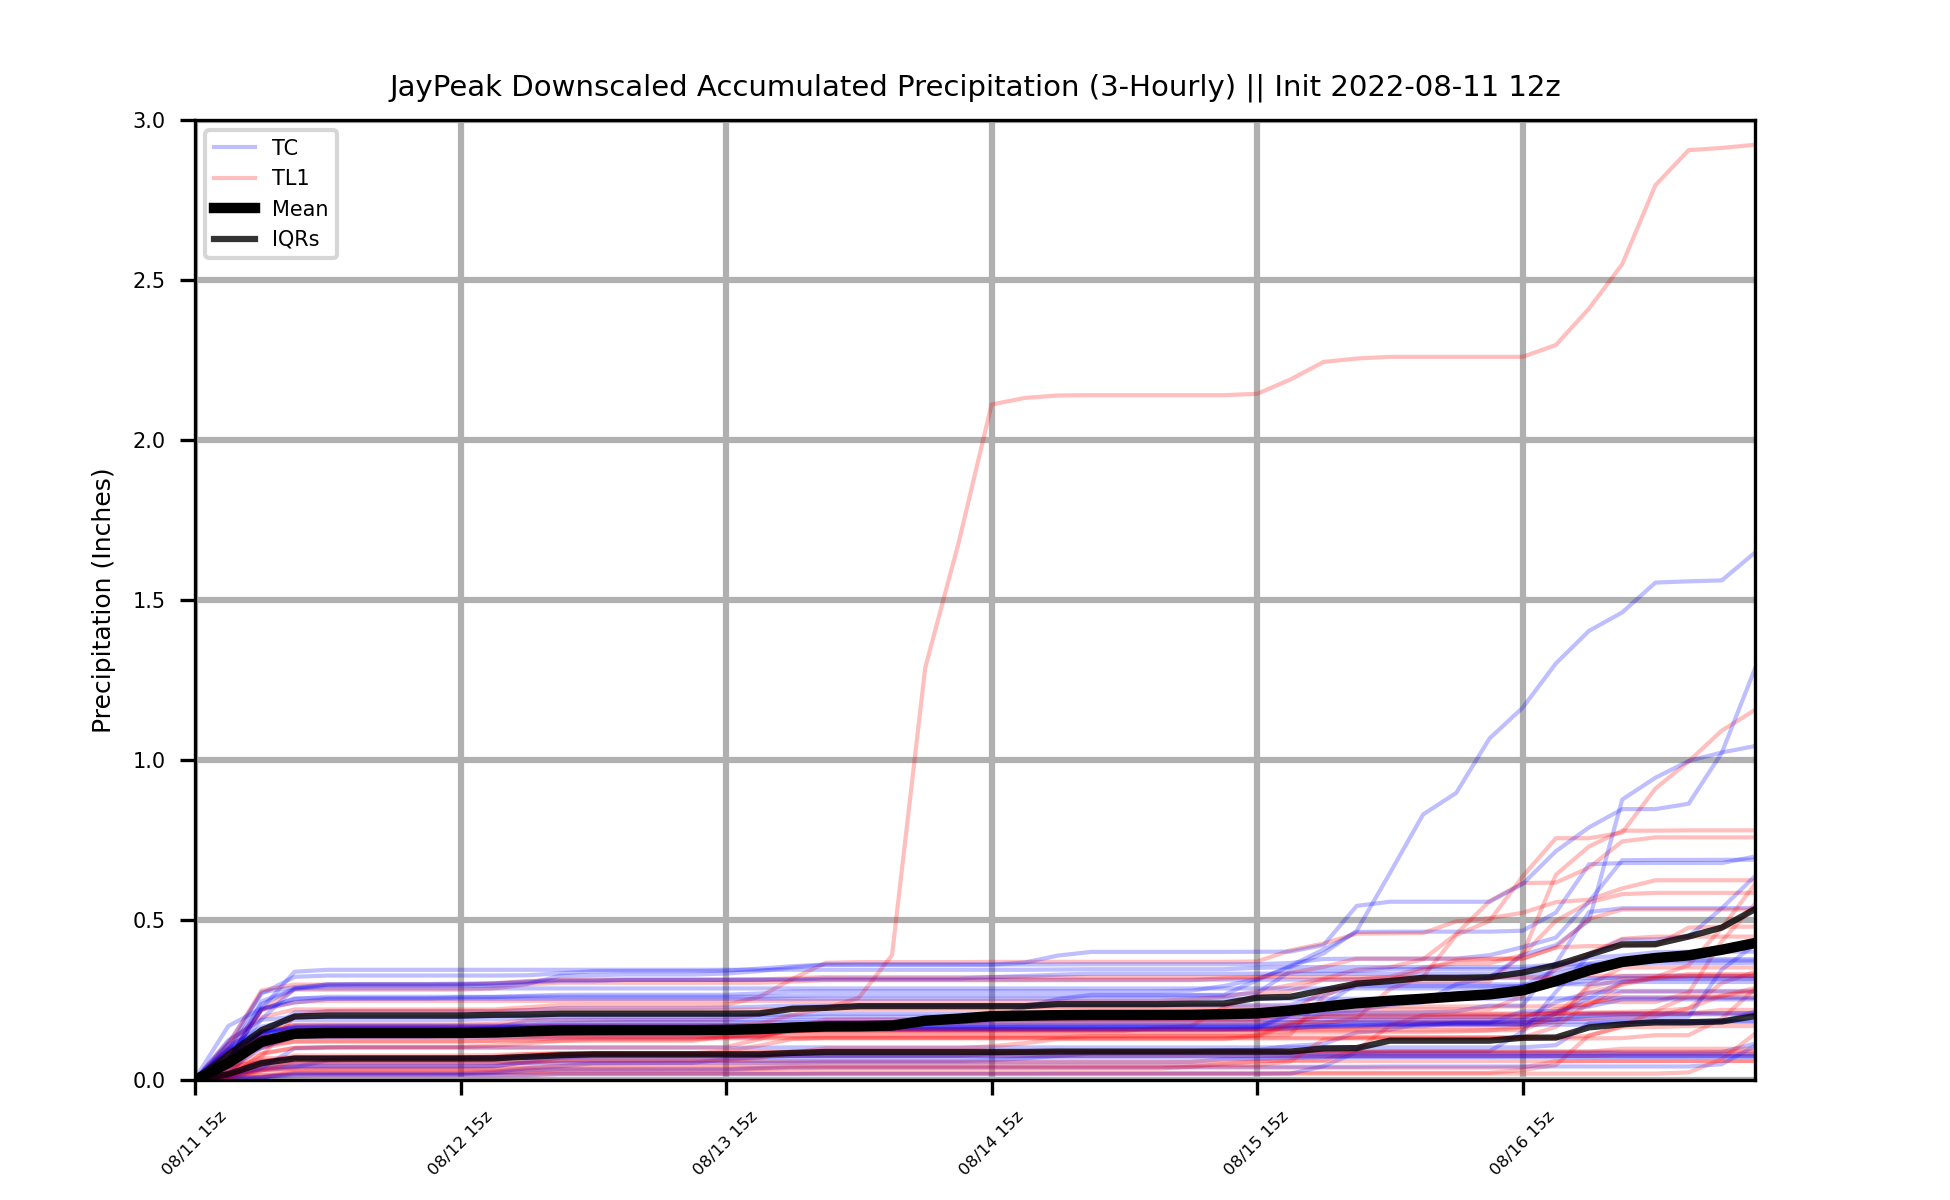 JayPeak Downscaled Accumulated Precipitation (3-Hourly) || Init 2022-08-11 12z
TC
TL1
Mean
IQRs
Precipitation (Inches)
3.0
2.5
2.0
1.5
1.0
0.5
0.0
08/11 15z
08/12 15z
08/13 15z
08/14 15z
08/15 15z
08/16 15z